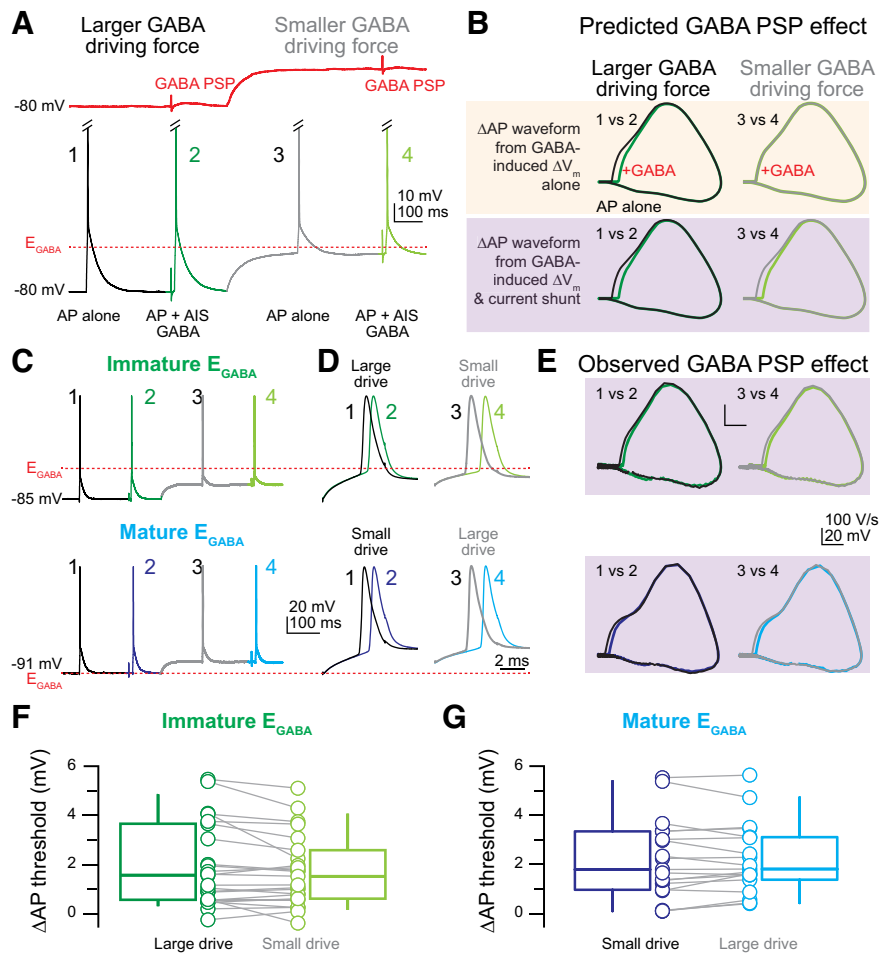 A
Larger GABA
driving force
Smaller GABA
driving force
GABA PSP
GABA PSP
-80 mV
1
2
3
4
10 mV
100 ms
EGABA
-80 mV
AP alone
AP + AIS
GABA
AP alone
AP + AIS
GABA
B
Predicted GABA PSP effect
Larger GABA
driving force
Smaller GABA
driving force
ΔAP waveform
from GABA-
induced ΔVm
alone
1 vs 2
+GABA
AP alone
3 vs 4
+GABA
ΔAP waveform
from GABA-
induced ΔVm
& current shunt
1 vs 2
3 vs 4
C
Immature EGABA
1
2
3
4
EGABA
-85 mV
Mature EGABA
1
2
3
4
20 mV
100 ms
-91 mV
EGABA
D
Large
drive
1
2
Small
drive
3
4
Small
drive
1
2
Large
drive
3
4
2 ms
E
Observed GABA PSP effect
1 vs 2
3 vs 4
100 V/s
20 mV
1 vs 2
3 vs 4
F
Immature EGABA
ΔAP threshold (mV)
6
4
2
0
Large drive
Small drive
G
Mature EGABA
ΔAP threshold (mV)
6
4
2
0
Small drive
Large drive